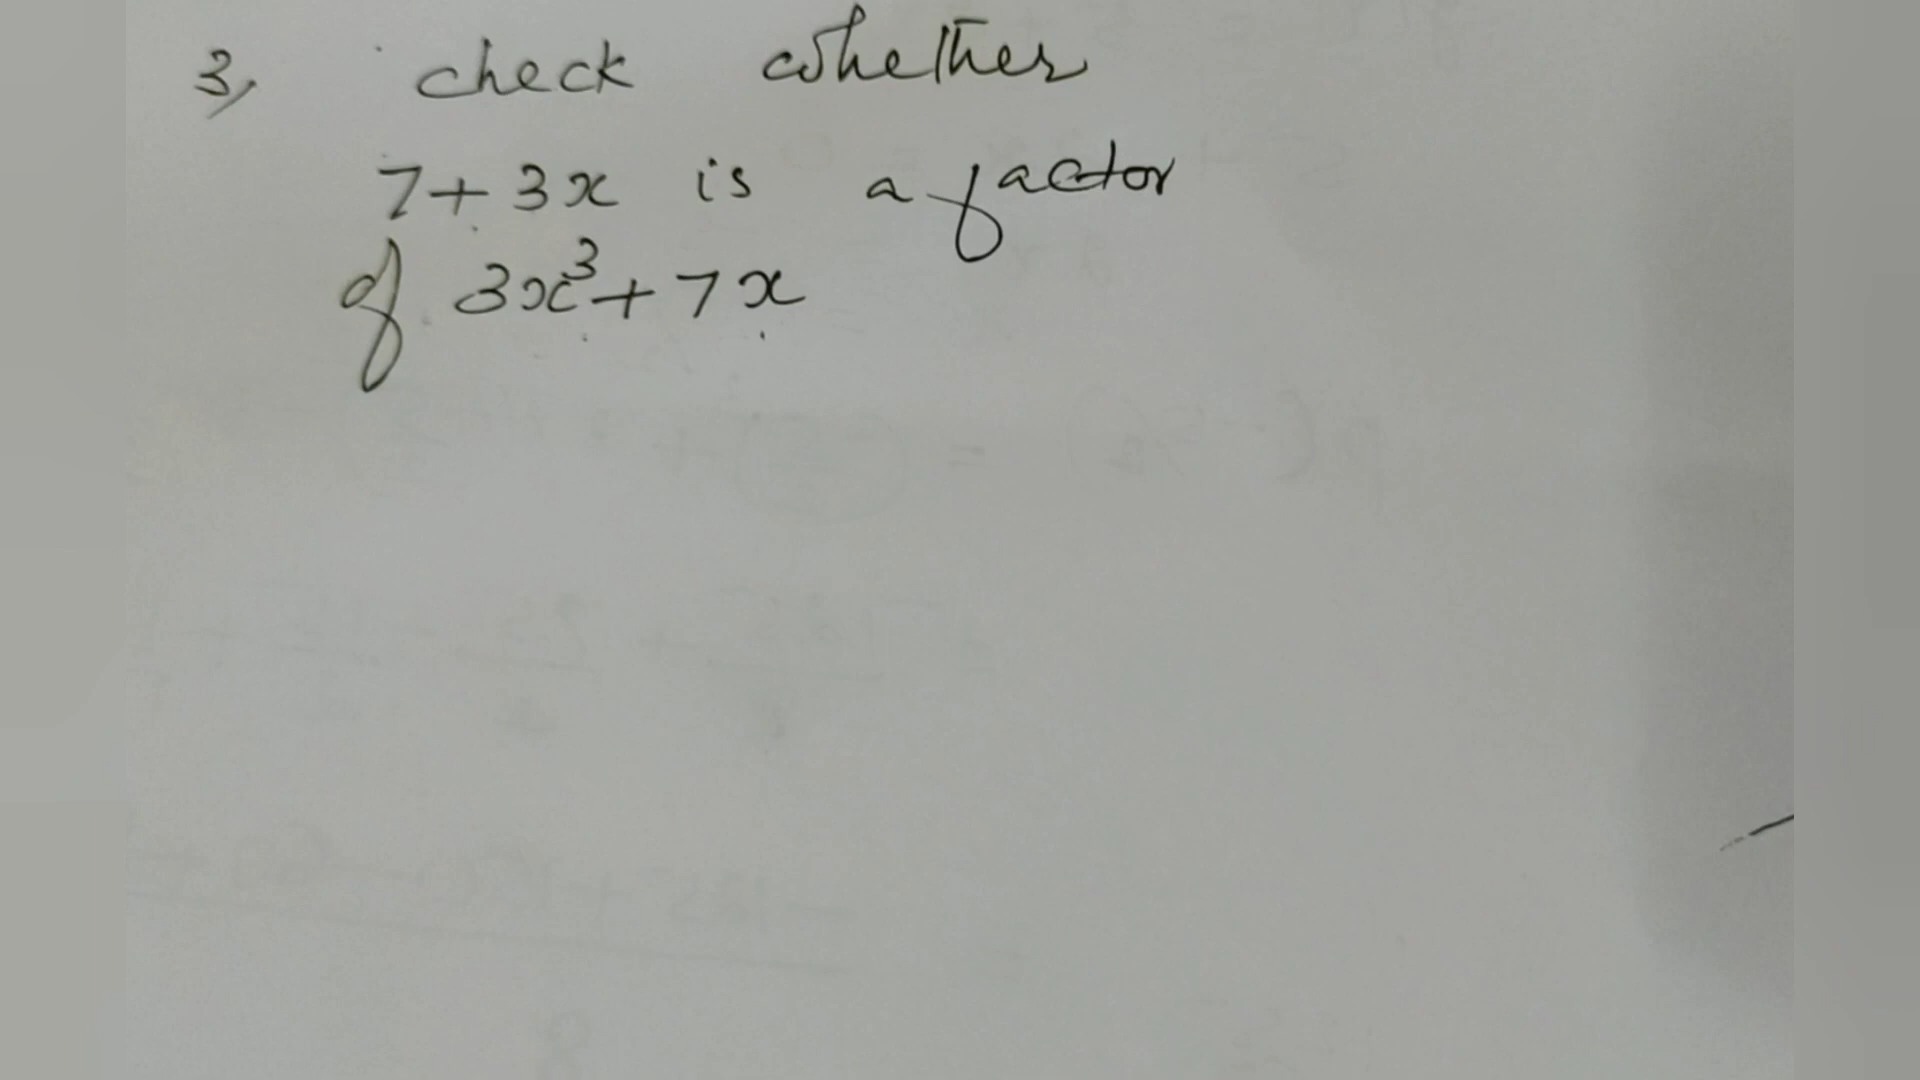 3, check whether
7+3x is a factor
of 3x³+7x